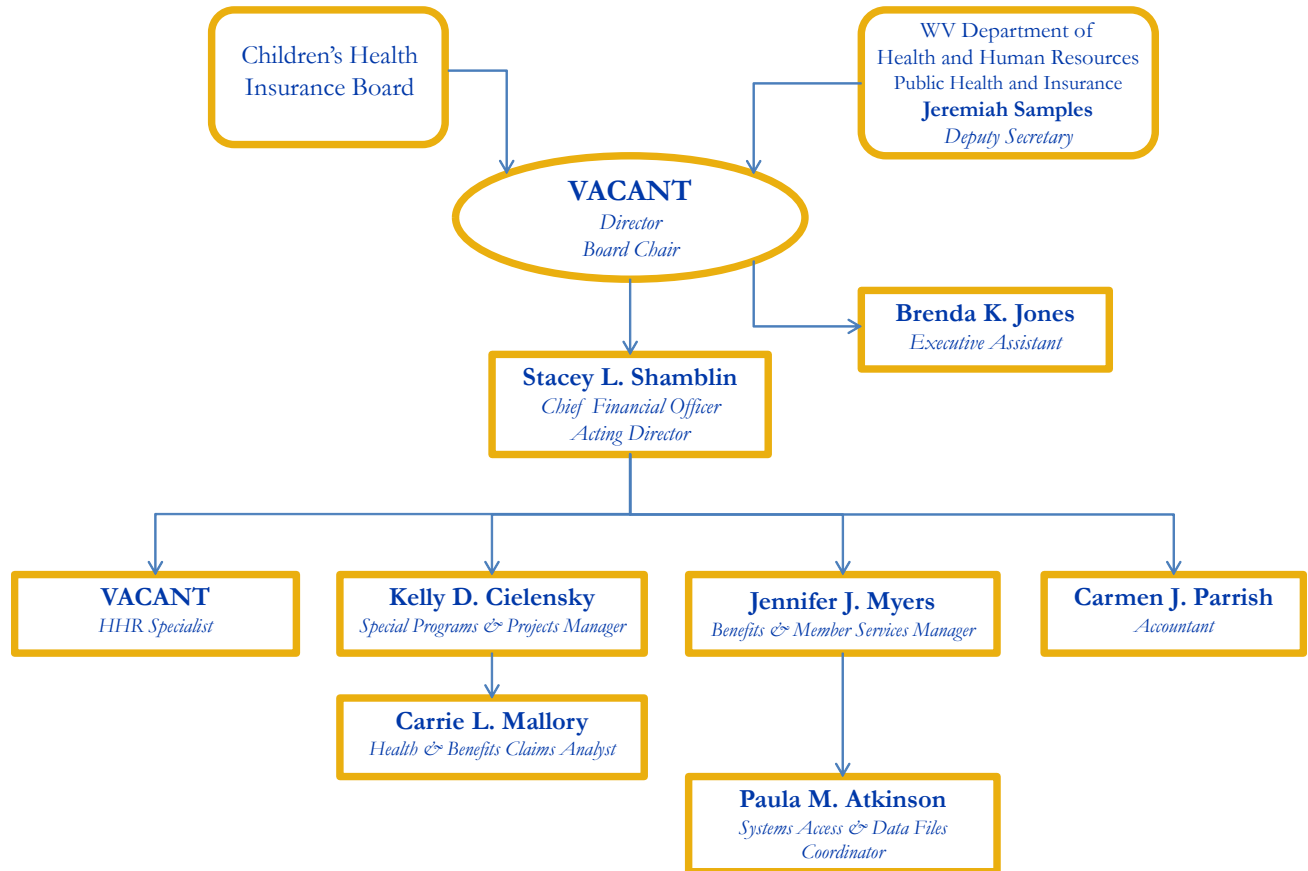 Children's Health
Insurance Board
WV Department of
Health and Human Resources
Public Health and Insurance
Jeremiah Samples
Deputy Secretary
VACANT
Director
Board Chair
Brenda K. Jones
Executive Assistant
Stacey L. Shamblin
Chief Financial Officer
Acting Director
VACANT
HHR Specialist
Kelly D. Cielensky
Special Programs & Projects Manager
Jennifer J. Myers
Benefits & Member Services Manager
Carmen J. Parrish
Accountant
Carrie L. Mallory
Health & Benefits Claims Analyst
Paula M. Atkinson
Systems Access & Data Files
Coordinator